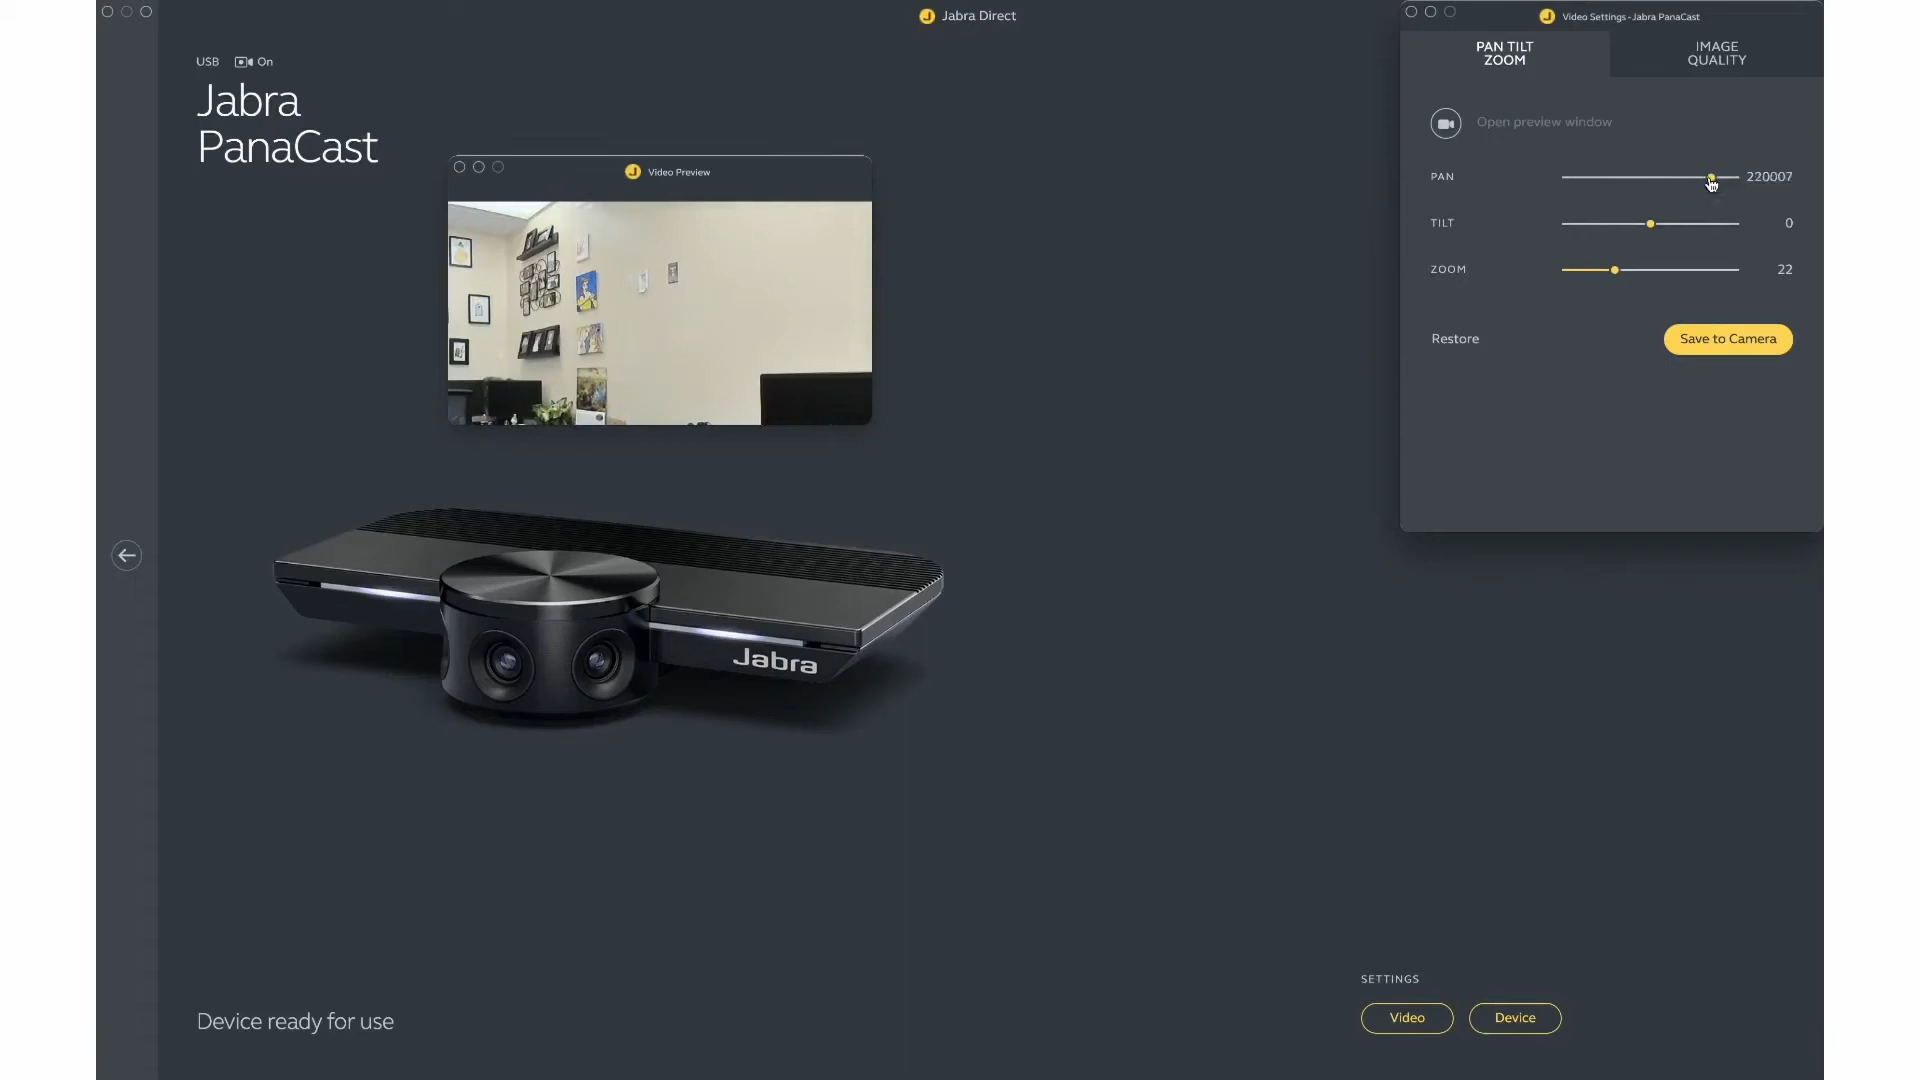 Jabra Direct
USB On
Jabra
PanaCast
Video Preview
Jabra
Device ready for use
Video Settings - Jabra PanaCast
PAN TILT
ZOOM
IMAGE
QUALITY
Open preview window
PAN 220007
TILT 0
ZOOM 22
Restore Save to Camera
SETTINGS
Video Device